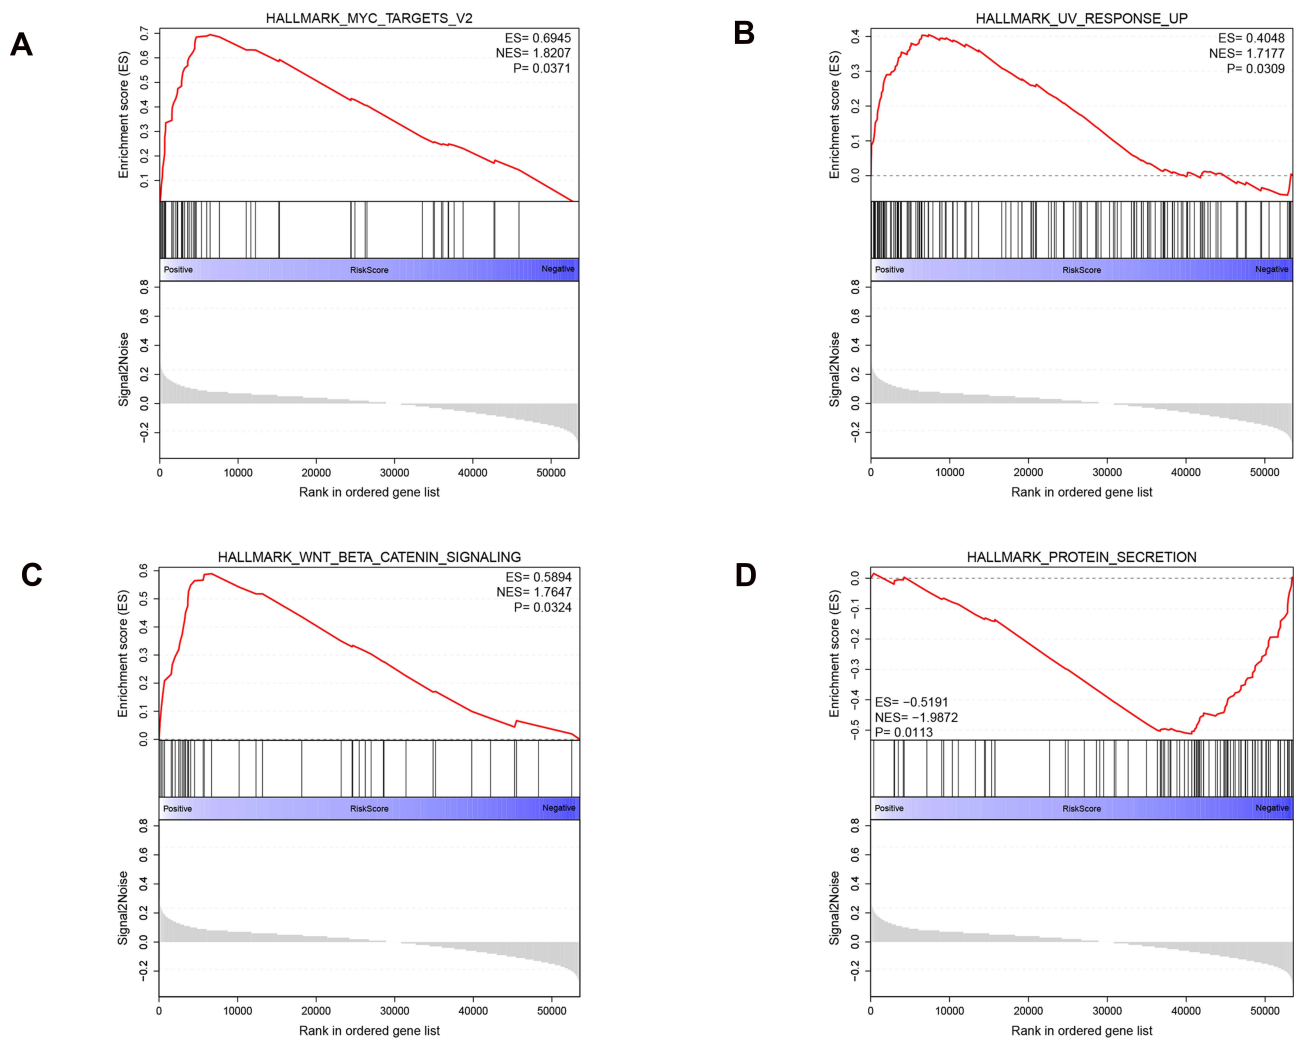 A
HALLMARK_MYC_TARGETS_V2
ES= 0.6945
NES= 1.8207
P= 0.0371
Enrichment score (ES)
0.7
0.6
0.5
0.4
0.3
0.2
0.1
Positive RiskScore Negative
Signal2Noise
0.8
0.6
0.4
0.2
0.0
−0.2
0 10000 20000 30000 40000 50000
Rank in ordered gene list
B
HALLMARK_UV_RESPONSE_UP
ES= 0.4048
NES= 1.7177
P= 0.0309
Enrichment score (ES)
0.4
0.3
0.2
0.1
0.0
Positive RiskScore Negative
Signal2Noise
0.8
0.6
0.4
0.2
0.0
−0.2
0 10000 20000 30000 40000 50000
Rank in ordered gene list
C
HALLMARK_WNT_BETA_CATENIN_SIGNALING
ES= 0.5894
NES= 1.7647
P= 0.0324
Enrichment score (ES)
0.6
0.5
0.4
0.3
0.2
0.1
0.0
Positive RiskScore Negative
Signal2Noise
0.8
0.6
0.4
0.2
0.0
−0.2
0 10000 20000 30000 40000 50000
Rank in ordered gene list
D
HALLMARK_PROTEIN_SECRETION
Enrichment score (ES)
0.0
−0.1
−0.2
−0.3
−0.4
−0.5
ES= −0.5191
NES= −1.9872
P= 0.0113
Positive RiskScore Negative
Signal2Noise
0.8
0.6
0.4
0.2
0.0
−0.2
0 10000 20000 30000 40000 50000
Rank in ordered gene list